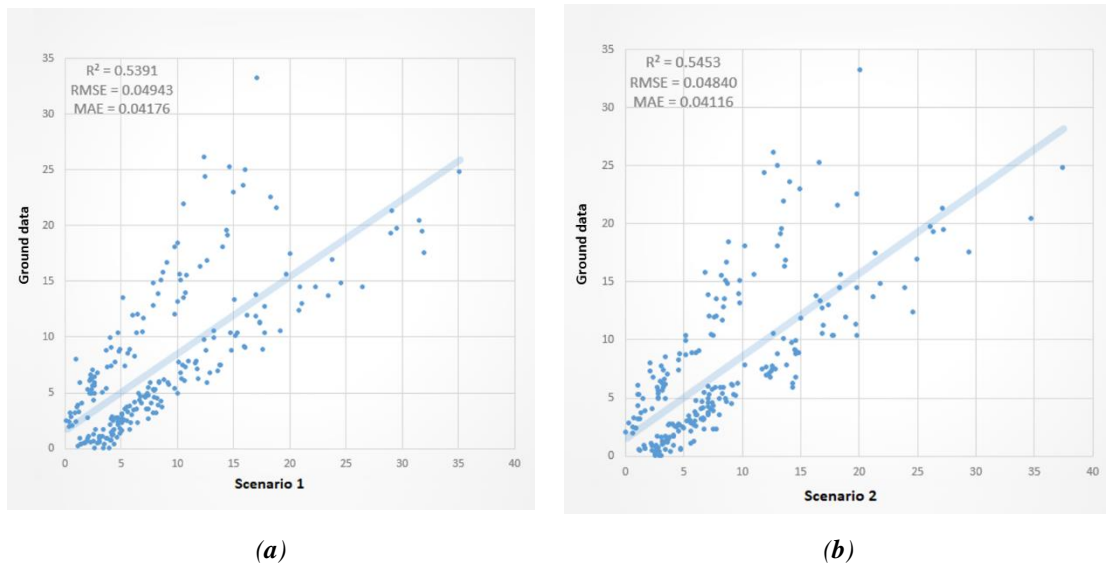 35
30
25
20
15
10
5
0
R² = 0.5391
RMSE = 0.04943
MAE = 0.04176
Ground data
0 5 10 15 20 25 30 35 40
Scenario 1
(a)
35
30
25
20
15
10
5
0
R² = 0.5453
RMSE = 0.04840
MAE = 0.04116
Ground data
0 5 10 15 20 25 30 35 40
Scenario 2
(b)